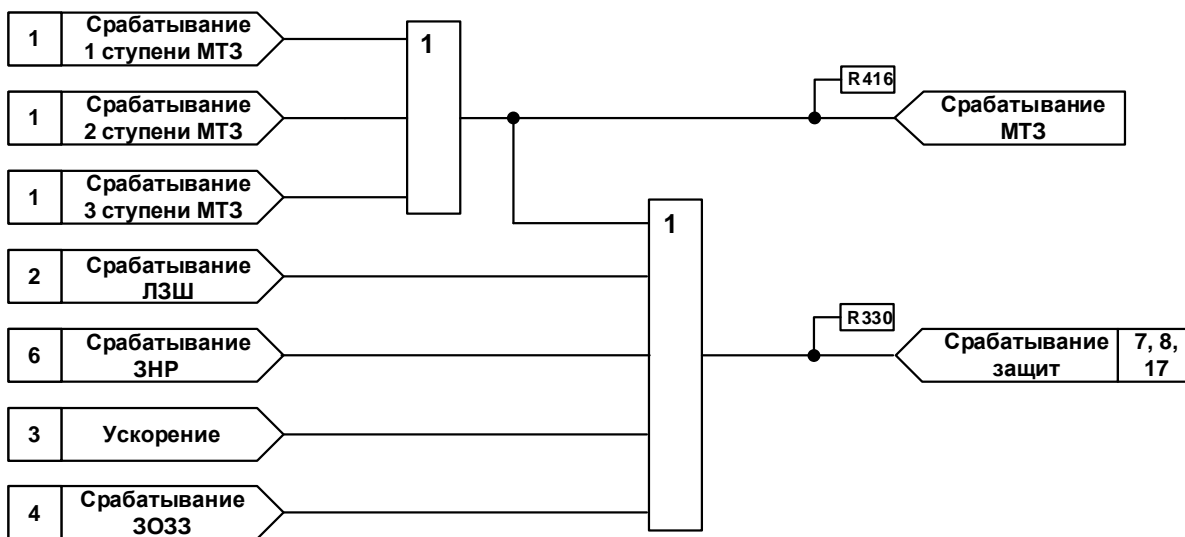 1
Срабатывание
1 ступени МТЗ
1
R416
1
Срабатывание
2 ступени МТЗ
Срабатывание
МТЗ
1
Срабатывание
3 ступени МТЗ
1
2
Срабатывание
ЛЗШ
R330
6
Срабатывание
ЗНР
Срабатывание
защит
7, 8,
17
3
Ускорение
4
Срабатывание
ЗОЗЗ